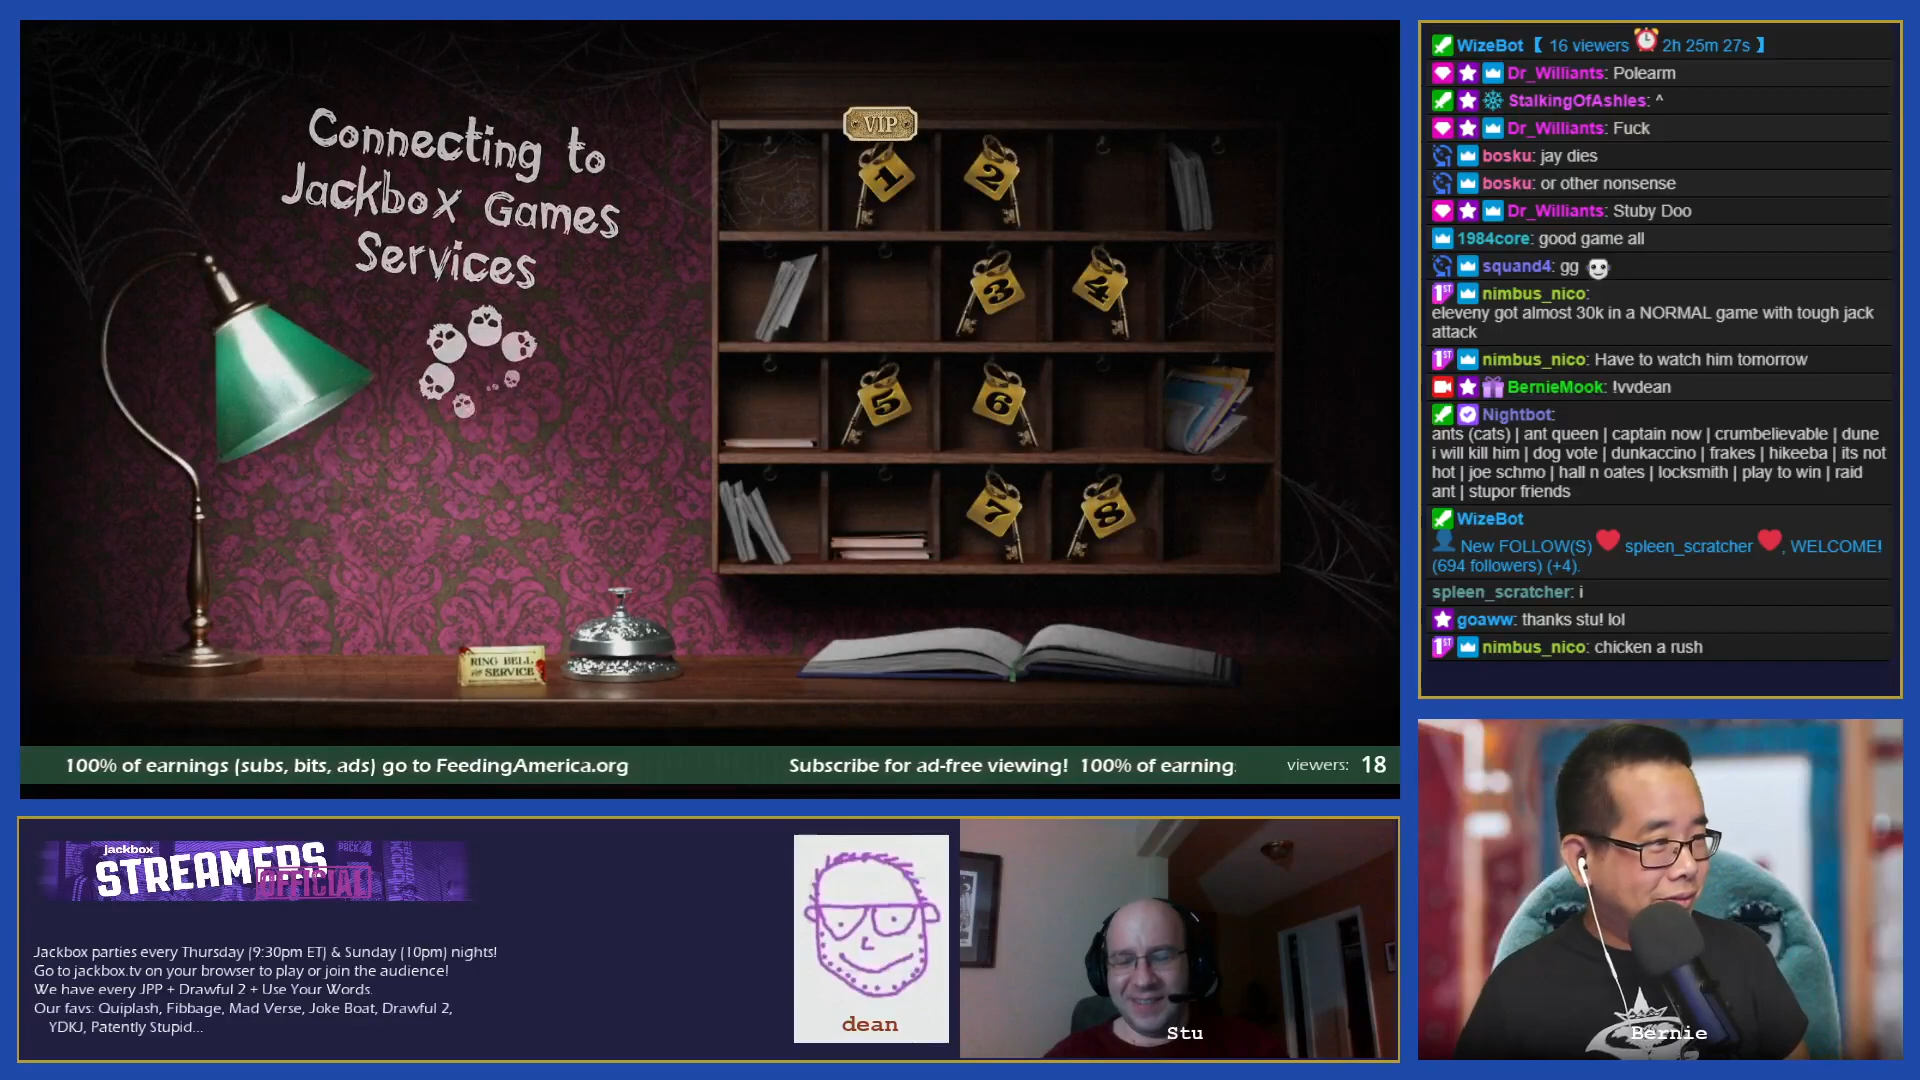 Connecting to
Jackbox Games
Services
VIP
1
2
3
4
5
6
7
8
RING BELL
FOR SERVICE
100% of earnings (subs, bits, ads) go to FeedingAmerica.org
Subscribe for ad-free viewing! 100% of earning
viewers: 18
WizeBot 【 16 viewers 2h 25m 27s 】
Dr_Williants: Polearm
StalkingOfAshles: ^
Dr_Williants: Fuck
bosku: jay dies
bosku: or other nonsense
Dr_Williants: Stuby Doo
1984core: good game all
squand4: gg
1ST nimbus_nico:
eleveny got almost 30k in a NORMAL game with tough jack
attack
1ST nimbus_nico: Have to watch him tomorrow
BernieMook: !vvdean
Nightbot:
ants (cats) | ant queen | captain now | crumbelievable | dune
i will kill him | dog vote | dunkaccino | frakes | hikeeba | its not
hot | joe schmo | hall n oates | locksmith | play to win | raid
ant | stupor friends
WizeBot
New FOLLOW(S) spleen_scratcher , WELCOME!
(694 followers) (+4).
spleen_scratcher: i
goaww: thanks stu! lol
1ST nimbus_nico: chicken a rush
jackbox
STREAMERS
OFFICIAL
Jackbox parties every Thursday (9:30pm ET) & Sunday (10pm) nights!
Go to jackbox.tv on your browser to play or join the audience!
We have every JPP + Drawful 2 + Use Your Words.
Our favs: Quiplash, Fibbage, Mad Verse, Joke Boat, Drawful 2,
YDKJ, Patently Stupid...
dean
Stu
Bernie